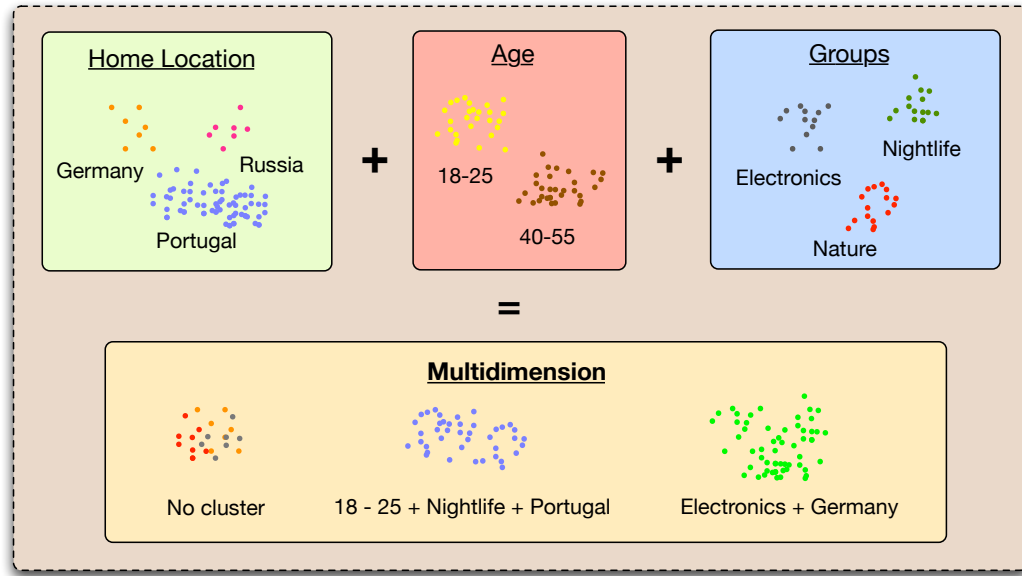 Home Location
Germany
Russia
Portugal
+
Age
18-25
40-55
+
Groups
Nightlife
Electronics
Nature
=
Multidimension
No cluster
18 - 25 + Nightlife + Portugal
Electronics + Germany